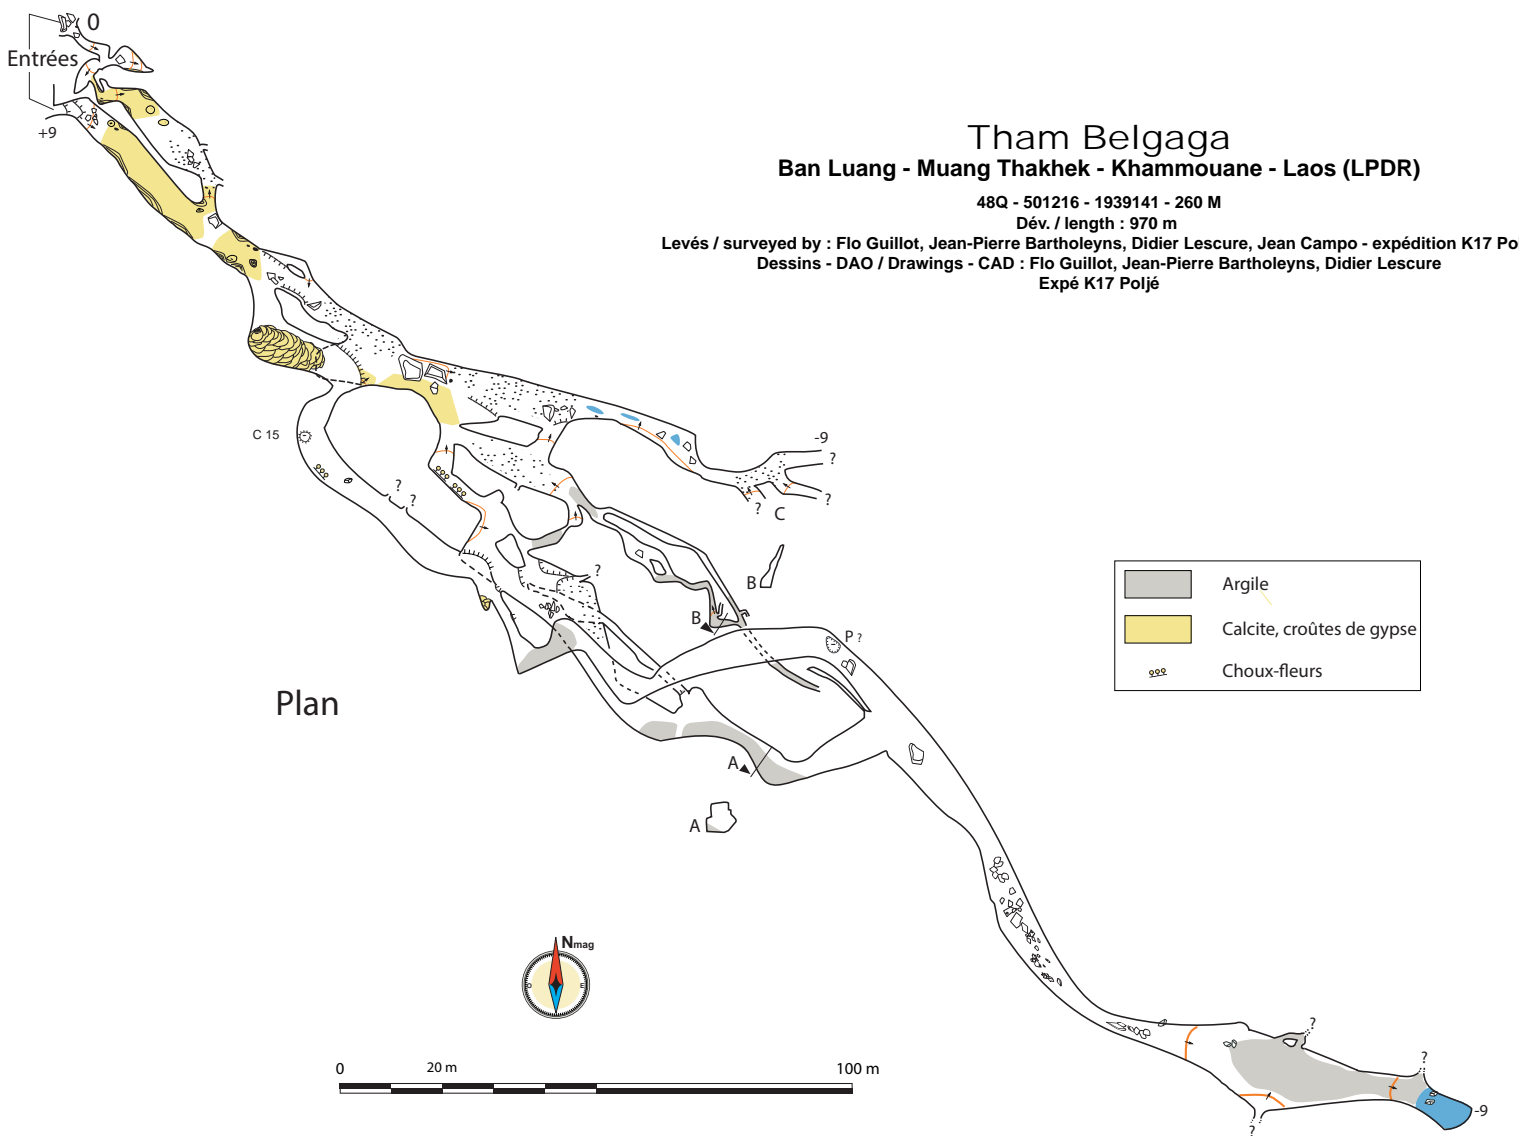 0
Entrées
+9
Tham Belgaga
Ban Luang - Muang Thakhek - Khammouane - Laos (LPDR)
48Q - 501216 - 1939141 - 260 M
Dév. / length : 970 m
Levés / surveyed by : Flo Guillot, Jean-Pierre Bartholeyns, Didier Lescure, Jean Campo - expédition K17 Pol
Dessins - DAO / Drawings - CAD : Flo Guillot, Jean-Pierre Bartholeyns, Didier Lescure
Expé K17 Poljé
C 15
-9
?
?
?
?
?
C
?
B
B
P ?
Argile
Calcite, croûtes de gypse
Choux-fleurs
Plan
A
A
Nmag
O E
0 20 m 100 m
?
?
-9
?